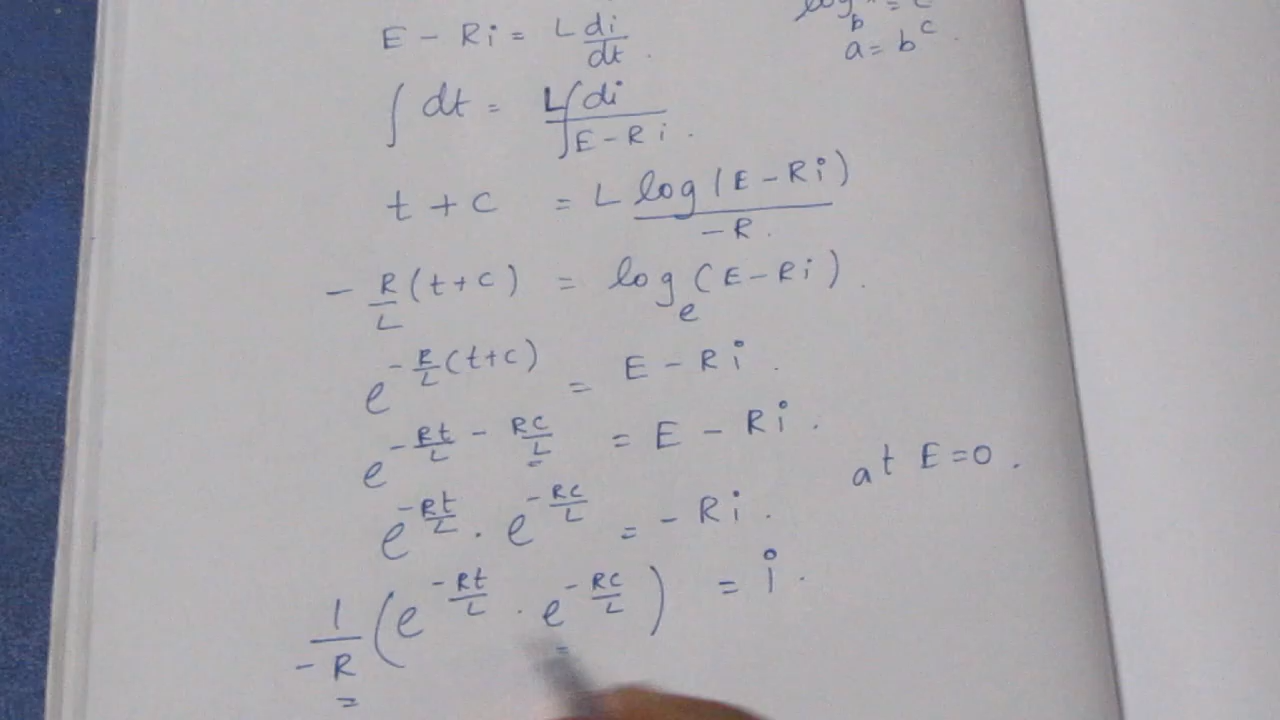 E - Ri = L di/dt .
a = b^c .
∫ dt = L∫ di / ∫ E - Ri .
t + c = L log (E - Ri) / -R .
- R/L (t+c) = log_e (E - Ri) .
e^(-R/L (t+c)) = E - Ri .
e^(-Rt/L - Rc/L) = E - Ri .
at E = 0 .
e^(-Rt/L) . e^(-Rc/L) = - Ri .
1/-R (e^(-Rt/L) . e^(-Rc/L)) = i .